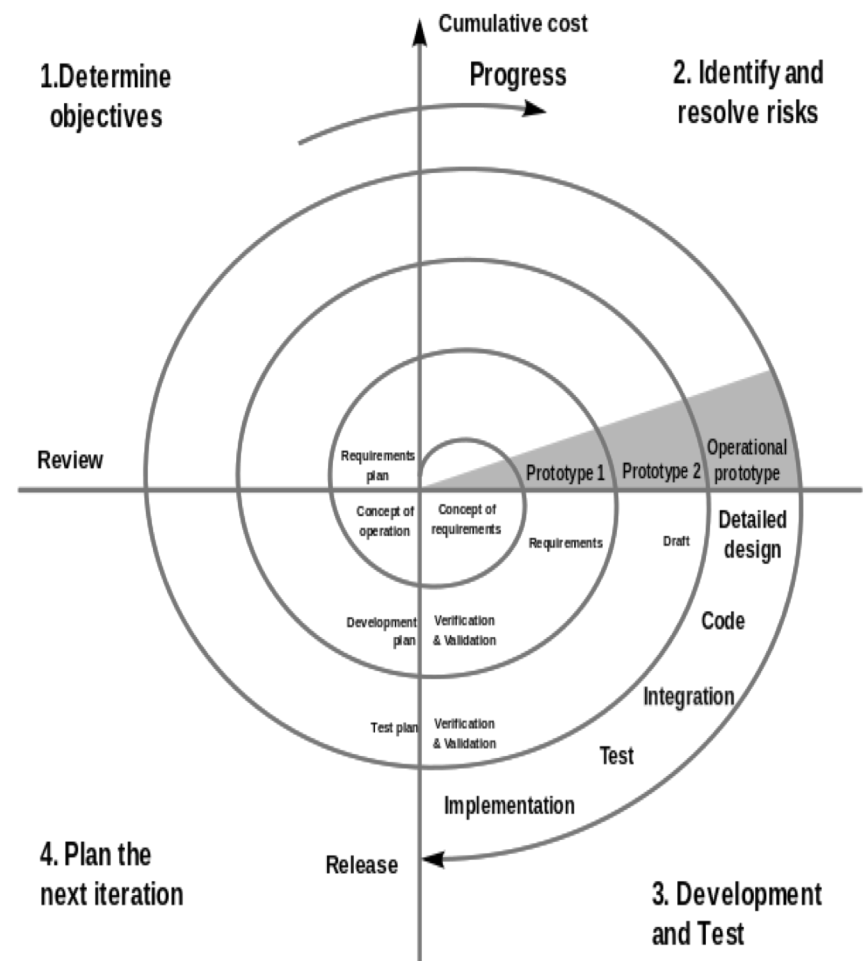 Cumulative cost
1.Determine
objectives
Progress
2. Identify and
resolve risks
Review
Requirements
plan
Prototype 1
Prototype 2
Operational
prototype
Concept of
operation
Concept of
requirements
Requirements
Draft
Detailed
design
Development
plan
Verification
& Validation
Code
Integration
Test plan
Verification
& Validation
Test
Implementation
4. Plan the
next iteration
Release
3. Development
and Test